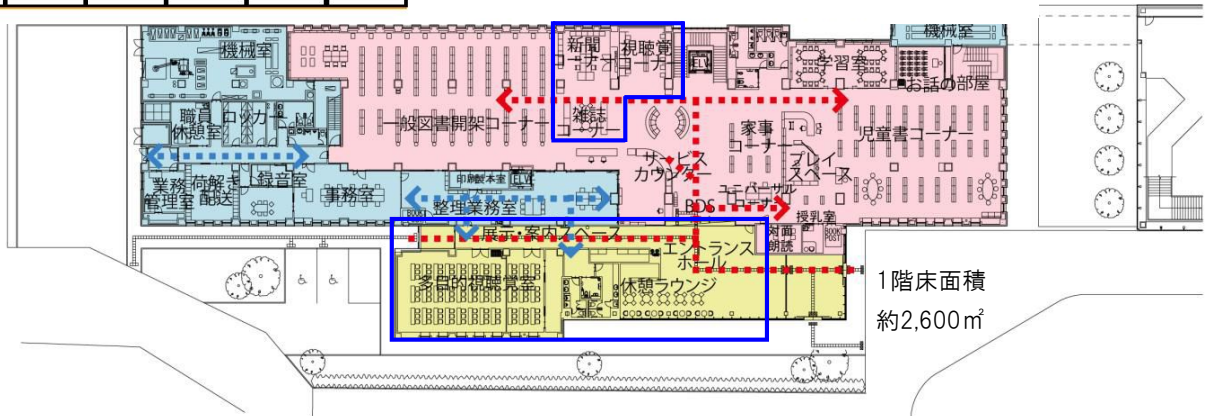 機械室
新聞
コーナー
視聴覚
コーナー
ELV
学習室
機械室
お話の部屋
職員
休憩室
ロッカー
一般図書開架コーナー
雑誌
コーナー
家事
コーナー
児童書コーナー
サービス
カウンター
プレイ
スペース
業務
管理室
荷解き
配送
録音室
事務室
印刷製本室
ELV
整理業務室
ユニバーサル
コーナー
BDS
授乳室
対面
朗読
BOOK
POST
展示・案内スペース
エントランス
ホール
多目的視聴覚室
休憩ラウンジ
1階床面積
約2,600㎡